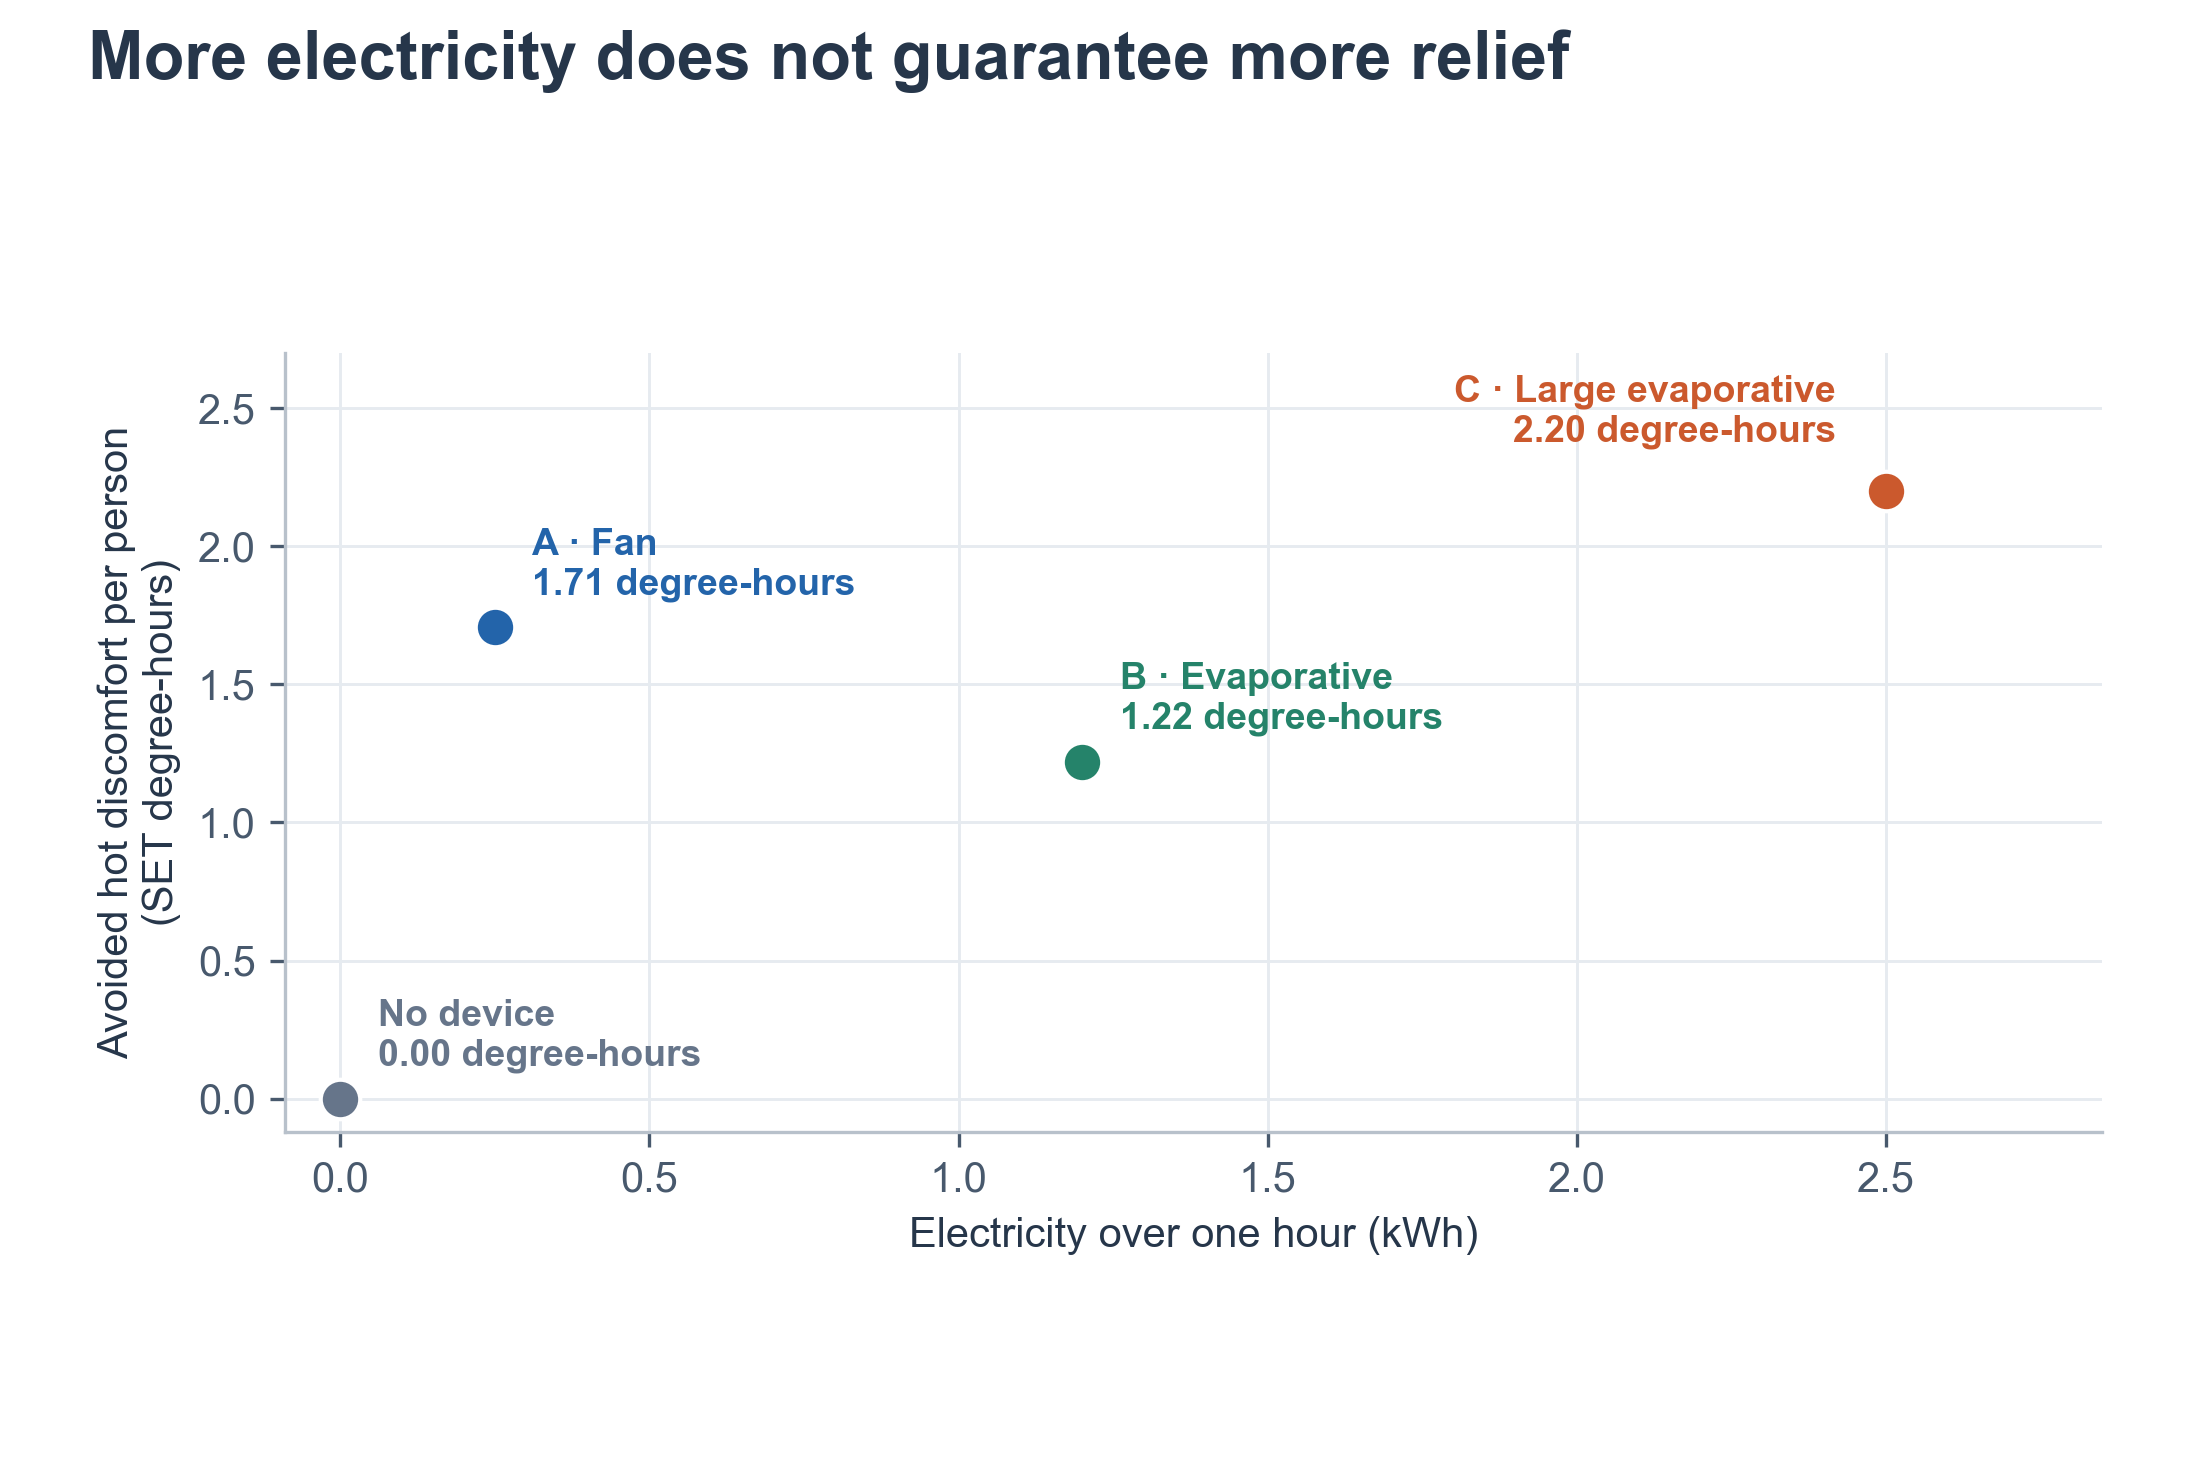 More electricity does not guarantee more relief
Avoided hot discomfort per person
(SET degree-hours)
2.5
2.0
1.5
1.0
0.5
0.0
C · Large evaporative
2.20 degree-hours
A · Fan
1.71 degree-hours
B · Evaporative
1.22 degree-hours
No device
0.00 degree-hours
0.0 0.5 1.0 1.5 2.0 2.5
Electricity over one hour (kWh)